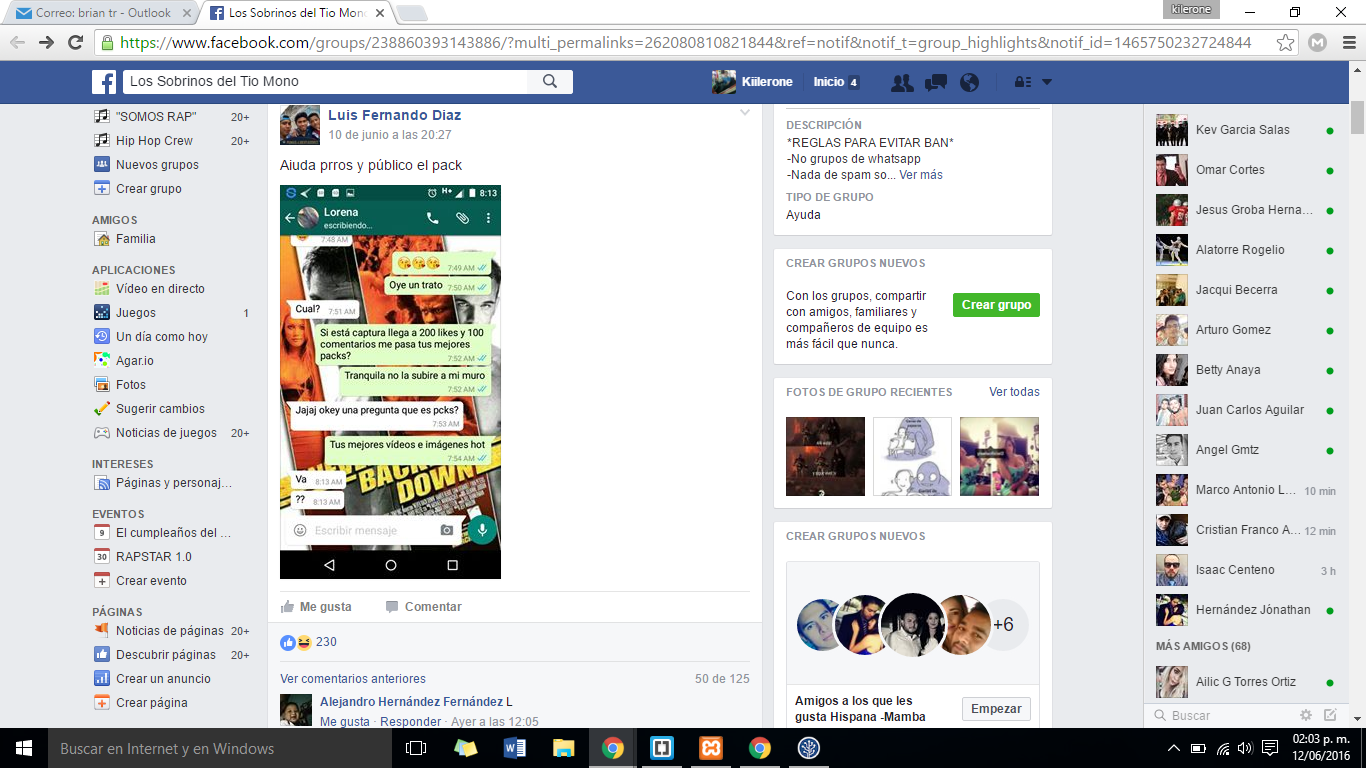 Correo: brian tr - Outlook
Los Sobrinos del Tio Mono
kilerone
https://www.facebook.com/groups/238860393143886/?multi_permalinks=262080810821844&ref=notif&notif_t=group_highlights&notif_id=1465750232724844
Los Sobrinos del Tio Mono
Kiilerone
Inicio 4
"SOMOS RAP" 20+
Hip Hop Crew 20+
Nuevos grupos
Crear grupo
AMIGOS
Familia
APLICACIONES
Vídeo en directo
Juegos 1
Un día como hoy
Agar.io
Fotos
Sugerir cambios
Noticias de juegos 20+
INTERESES
Páginas y personaj...
EVENTOS
9 El cumpleaños del ...
30 RAPSTAR 1.0
Crear evento
PÁGINAS
Noticias de páginas 20+
Descubrir páginas 20+
Crear un anuncio
Crear página
Luis Fernando Díaz
10 de junio a las 20:27
Aiuda prros y público el pack
H+ 8:13
Lorena
escribiendo...
7:48 AM
7:49 AM
Oye un trato 7:50 AM
Cual? 7:51 AM
Si está captura llega a 200 likes y 100
comentarios me pasa tus mejores
packs?
7:52 AM
Tranquila no la subire a mi muro
7:52 AM
Jajaj okey una pregunta que es pcks?
7:53 AM
Tus mejores vídeos e imágenes hot
7:54 AM
Va 8:13 AM
?? 8:13 AM
BACK
DOWN
Escribir mensaje
Me gusta
Comentar
230
Ver comentarios anteriores
50 de 125
Alejandro Hernández Fernández L
Me gusta · Responder · Ayer a las 12:05
DESCRIPCIÓN
*REGLAS PARA EVITAR BAN*
-No grupos de whatsapp
-Nada de spam so... Ver más
TIPO DE GRUPO
Ayuda
CREAR GRUPOS NUEVOS
Con los grupos, compartir
con amigos, familiares y
compañeros de equipo es
más fácil que nunca.
Crear grupo
FOTOS DE GRUPO RECIENTES
Ver todas
CREAR GRUPOS NUEVOS
+6
Amigos a los que les
gusta Hispana -Mamba
Empezar
Kev Garcia Salas
Omar Cortes
Jesus Groba Herna...
Alatorre Rogelio
Jacqui Becerra
Arturo Gomez
Betty Anaya
Juan Carlos Aguilar
Angel Gmtz
Marco Antonio L... 10 min
Cristian Franco A... 12 min
Isaac Centeno 3 h
Hernández Jònathan
MÁS AMIGOS (68)
Ailic G Torres Ortiz
Buscar
Buscar en Internet y en Windows
02:03 p. m.
12/06/2016